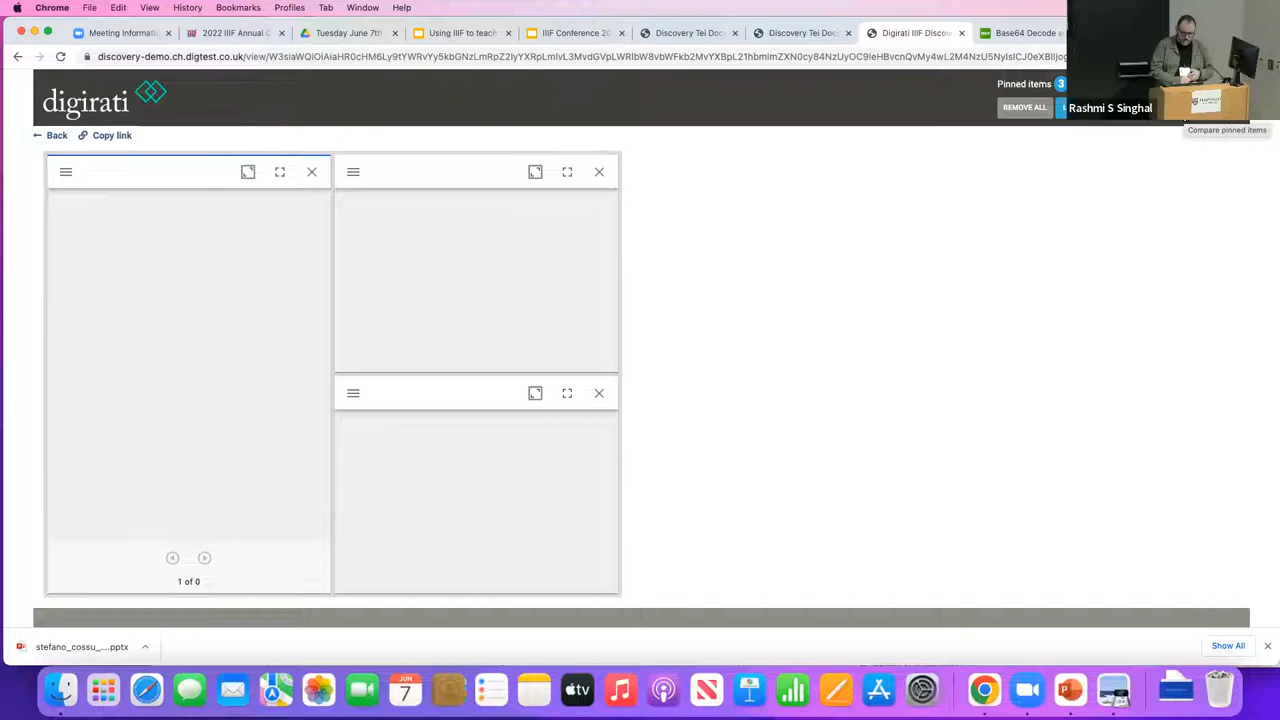 Chrome File Edit View History Bookmarks Profiles Tab Window Help
Meeting Informati
2022 IIIF Annual C
Tuesday June 7th
Using IIIF to teac
IIIF Conference 20
Discovery Tei Doc
Discovery Tei Doc
Digirati IIIF Discov
Base64 Decode a
digirati
Pinned items 3
REMOVE ALL
Rashmi S Singhal
Compare pinned items
← Back Copy link
1 of 0
stefano_cossu_....pptx
Show All
JUN
7
tv